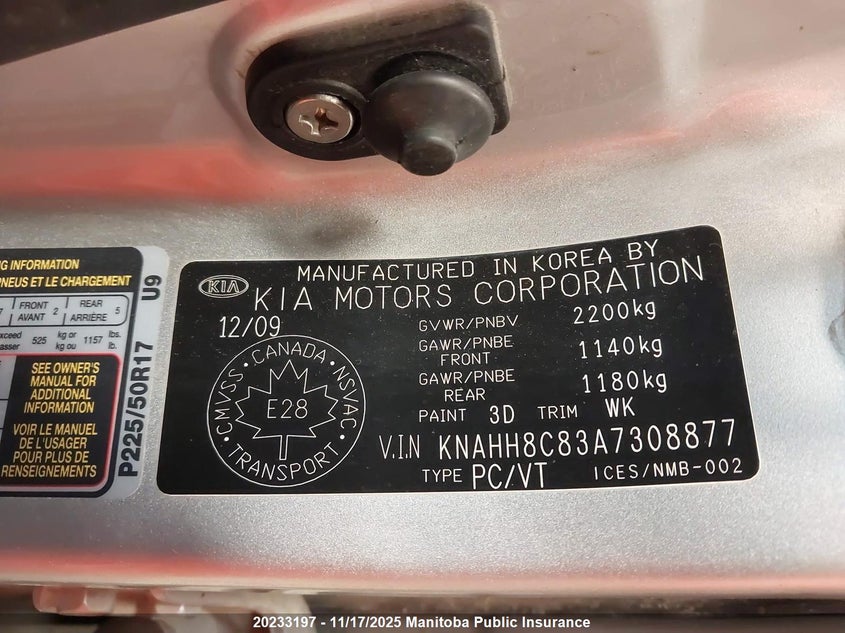 NG INFORMATION
PNEUS ET LE CHARGEMENT
7 FRONT AVANT 2 REAR ARRIÈRE 5
525 kg or kg ou 1157 lbs. lb.
SEE OWNER'S
MANUAL FOR
ADDITIONAL
INFORMATION
VOIR LE MANUEL
DE L'USAGER
POUR PLUS DE
RENSEIGNEMENTS
P225/50R17 U9
KIA
MANUFACTURED IN KOREA BY
KIA MOTORS CORPORATION
12/09
GVWR/PNBV 2200kg
GAWR/PNBE FRONT 1140kg
GAWR/PNBE REAR 1180kg
PAINT 3D TRIM WK
CMVSS · CANADA · NSVAC · TRANSPORT ·
E28
V.I.N KNAHH8C83A7308877
TYPE PC/VT ICES/NMB-002
20233197 - 11/17/2025 Manitoba Public Insurance